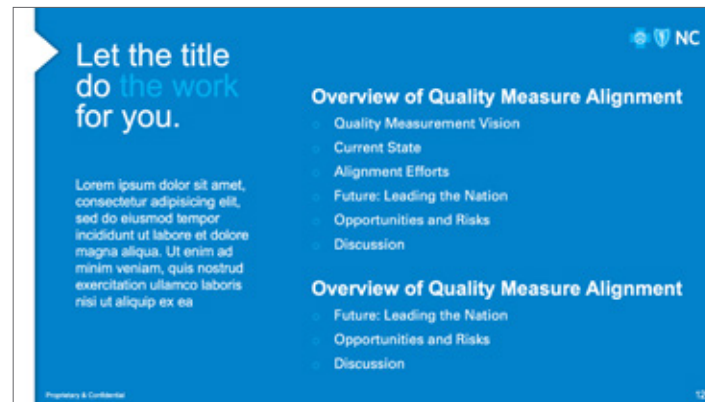 NC
Let the title
do the work
for you.
Lorem ipsum dolor sit amet,
consectetur adipisicing elit,
sed do eiusmod tempor
incididunt ut labore et dolore
magna aliqua. Ut enim ad
minim veniam, quis nostrud
exercitation ullamco laboris
nisi ut aliquip ex ea
Overview of Quality Measure Alignment
Quality Measurement Vision
Current State
Alignment Efforts
Future: Leading the Nation
Opportunities and Risks
Discussion
Overview of Quality Measure Alignment
Future: Leading the Nation
Opportunities and Risks
Discussion
Proprietary & Confidential
12